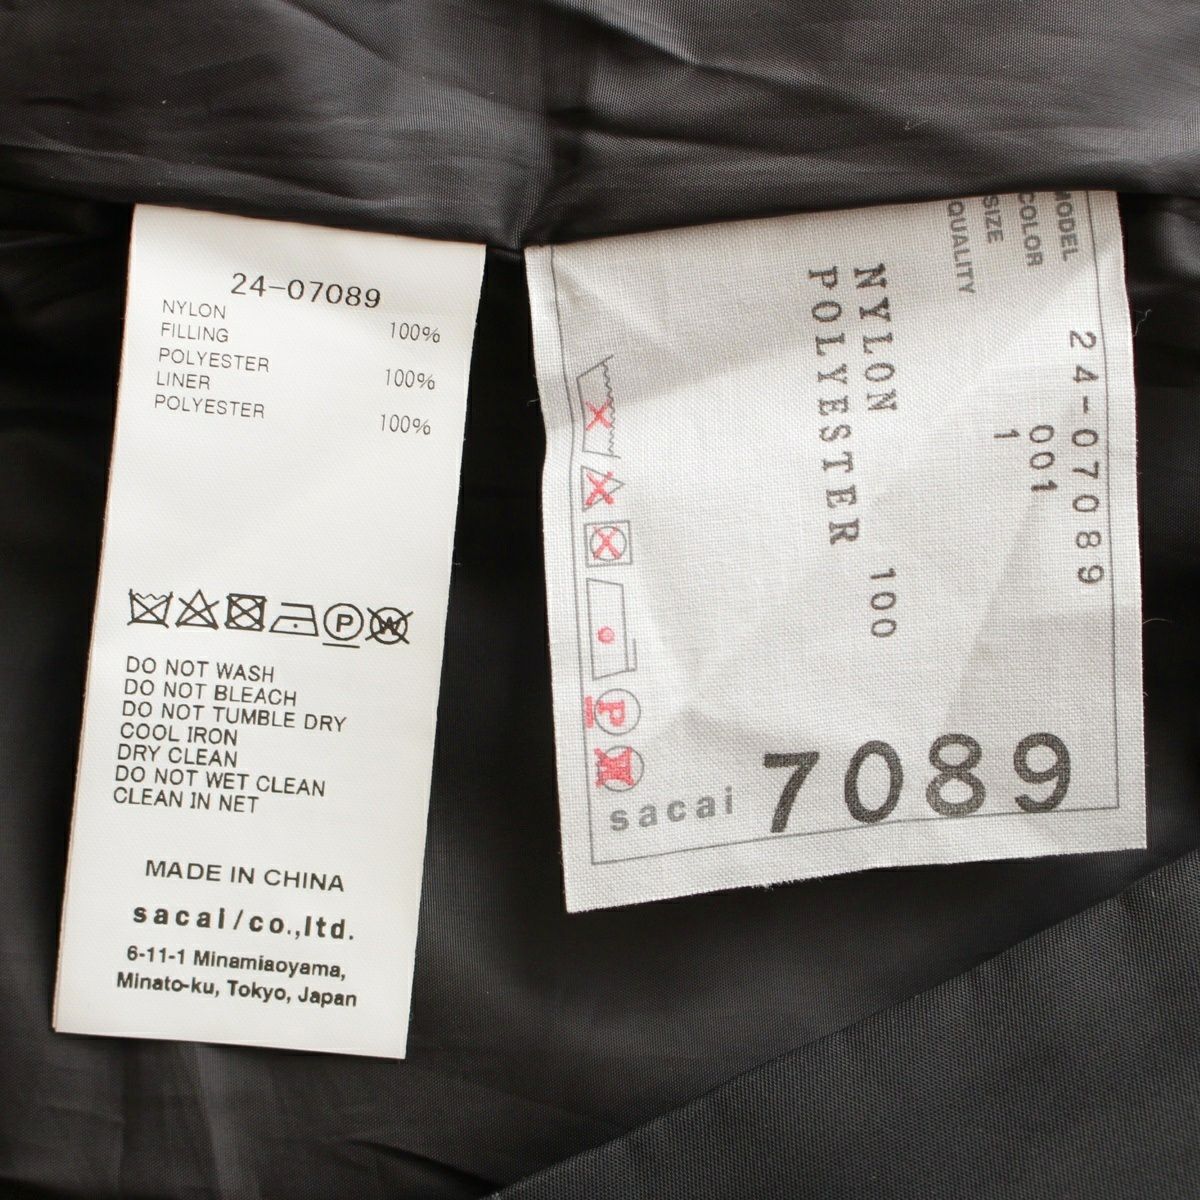 24-07089
NYLON 100%
FILLING
POLYESTER 100%
LINER
POLYESTER 100%
P W
DO NOT WASH
DO NOT BLEACH
DO NOT TUMBLE DRY
COOL IRON
DRY CLEAN
DO NOT WET CLEAN
CLEAN IN NET
MADE IN CHINA
sacai/co.,ltd.
6-11-1 Minamiaoyama,
Minato-ku, Tokyo, Japan
MODEL 24-07089
COLOR 001
SIZE 1
QUALITY
NYLON 100
POLYESTER
P W
sacai 7089